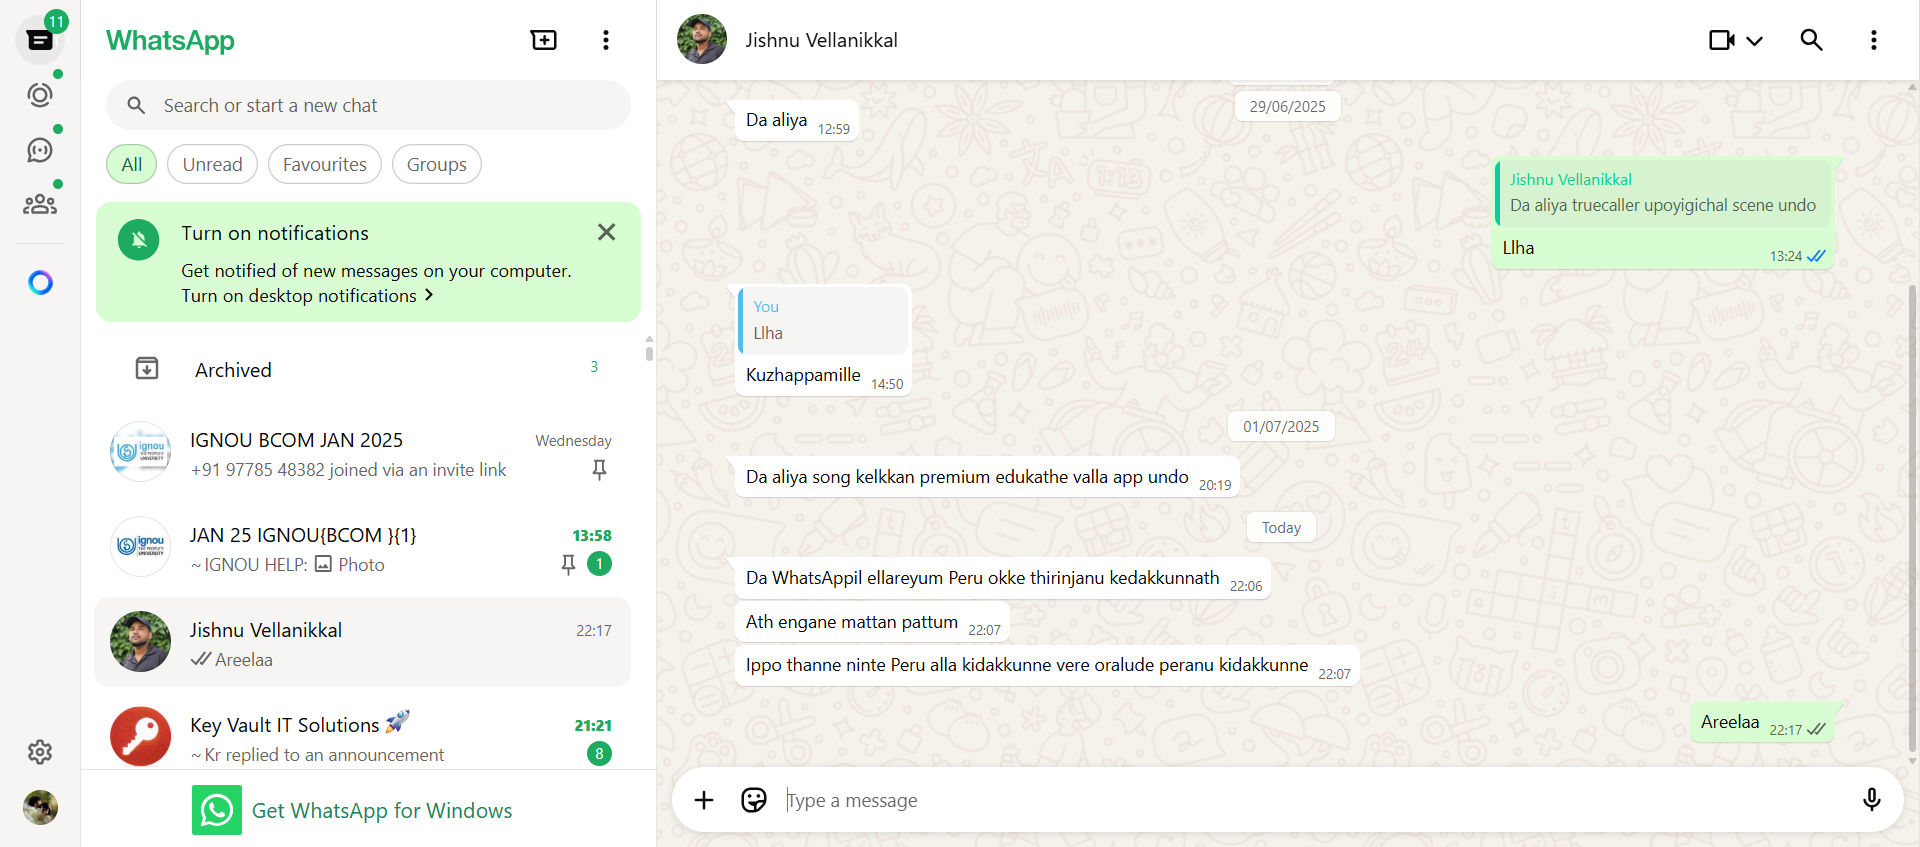 11
WhatsApp
Search or start a new chat
All
Unread
Favourites
Groups
Turn on notifications
Get notified of new messages on your computer.
Turn on desktop notifications
Archived
3
IGNOU BCOM JAN 2025
Wednesday
+91 97785 48382 joined via an invite link
JAN 25 IGNOU{BCOM }{1}
13:58
~ IGNOU HELP: Photo
1
Jishnu Vellanikkal
22:17
Areelaa
Key Vault IT Solutions 🚀
21:21
~ Kr replied to an announcement
8
Get WhatsApp for Windows
Jishnu Vellanikkal
29/06/2025
Da aliya 12:59
Jishnu Vellanikkal
Da aliya truecaller upoyigichal scene undo
Llha 13:24
You
Llha
Kuzhappamille 14:50
01/07/2025
Da aliya song kelkkan premium edukathe valla app undo 20:19
Today
Da WhatsAppil ellareyum Peru okke thirinjanu kedakkunnath 22:06
Ath engane mattan pattum 22:07
Ippo thanne ninte Peru alla kidakkunne vere oralude peranu kidakkunne 22:07
Areelaa 22:17
Type a message